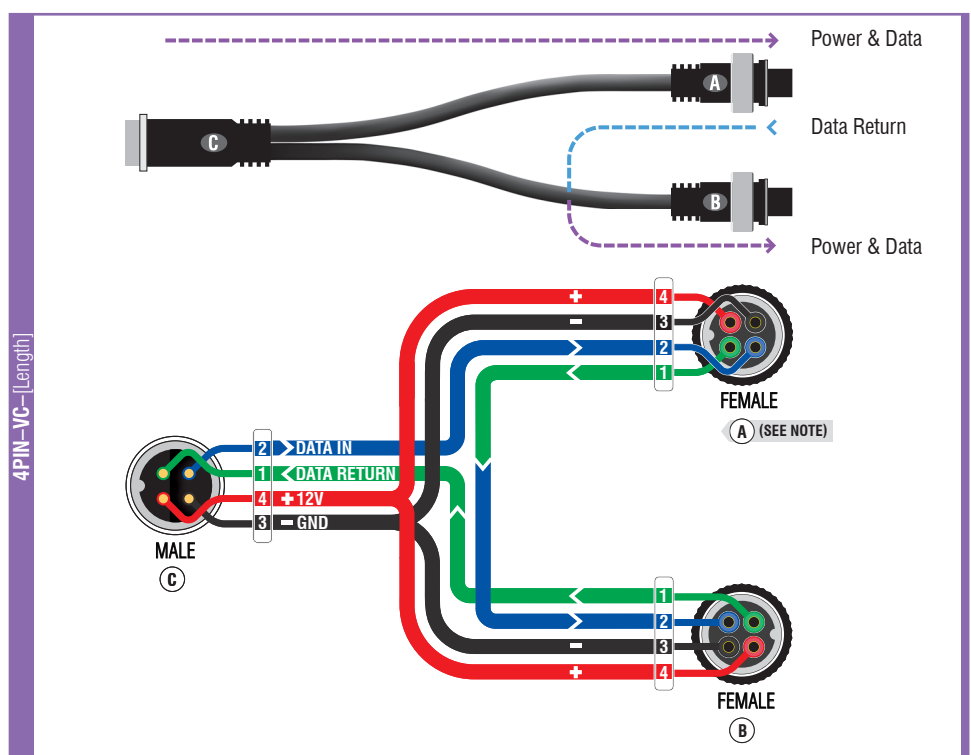 4PIN–VC–[Length]
Power & Data
A
C
Data Return
B
Power & Data
+ 4
– 3
2
1
FEMALE
A (SEE NOTE)
2 DATA IN
1 DATA RETURN
4 + 12V
3 – GND
MALE
C
1
2
– 3
+ 4
FEMALE
B